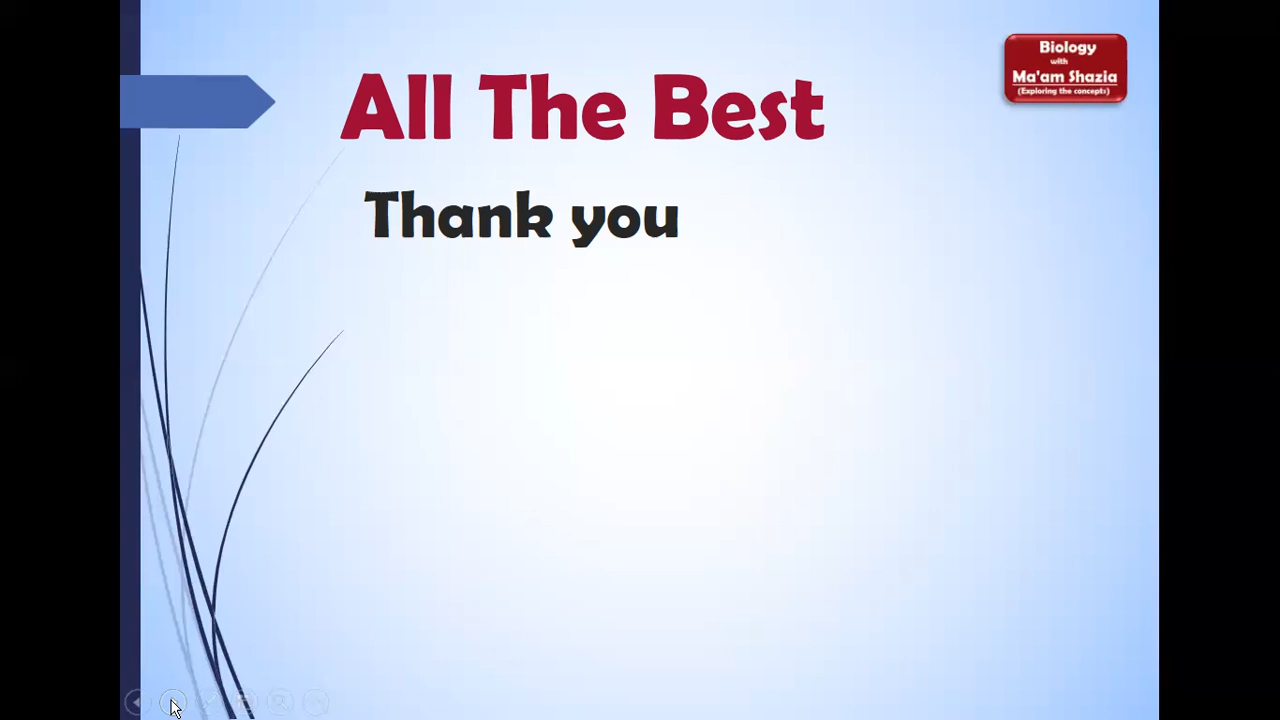 All The Best
Thank you
Biology
with
Ma'am Shazia
(Exploring the concepts)